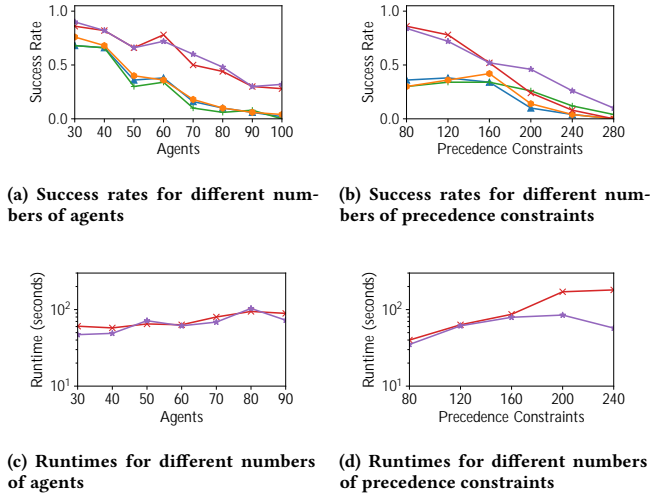 1.0
0.5
0.0
Success Rate
30 40 50 60 70 80 90 100
Agents
1.0
0.5
0.0
Success Rate
80 120 160 200 240 280
Precedence Constraints
(a) Success rates for different num-
bers of agents
(b) Success rates for different num-
bers of precedence constraints
10²
10¹
Runtime (seconds)
30 40 50 60 70 80 90
Agents
10²
10¹
Runtime (seconds)
80 120 160 200 240
Precedence Constraints
(c) Runtimes for different numbers
of agents
(d) Runtimes for different numbers
of precedence constraints